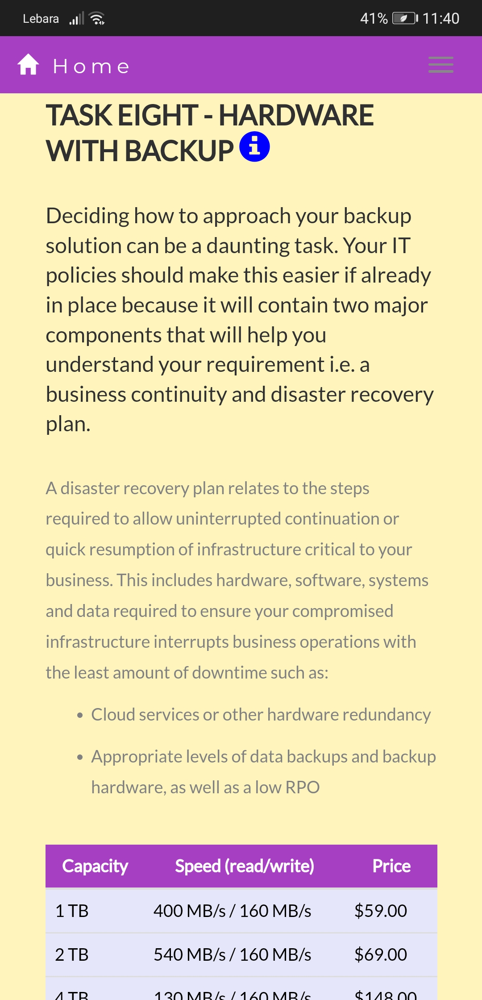 Lebara 41% 11:40
Home
TASK EIGHT - HARDWARE
WITH BACKUP
Deciding how to approach your backup
solution can be a daunting task. Your IT
policies should make this easier if already
in place because it will contain two major
components that will help you
understand your requirement i.e. a
business continuity and disaster recovery
plan.
A disaster recovery plan relates to the steps
required to allow uninterrupted continuation or
quick resumption of infrastructure critical to your
business. This includes hardware, software, systems
and data required to ensure your compromised
infrastructure interrupts business operations with
the least amount of downtime such as:
• Cloud services or other hardware redundancy
• Appropriate levels of data backups and backup
hardware, as well as a low RPO
Capacity Speed (read/write) Price
1 TB 400 MB/s / 160 MB/s $59.00
2 TB 540 MB/s / 160 MB/s $69.00
4 TB 130 MB/s / 160 MB/s $148.00